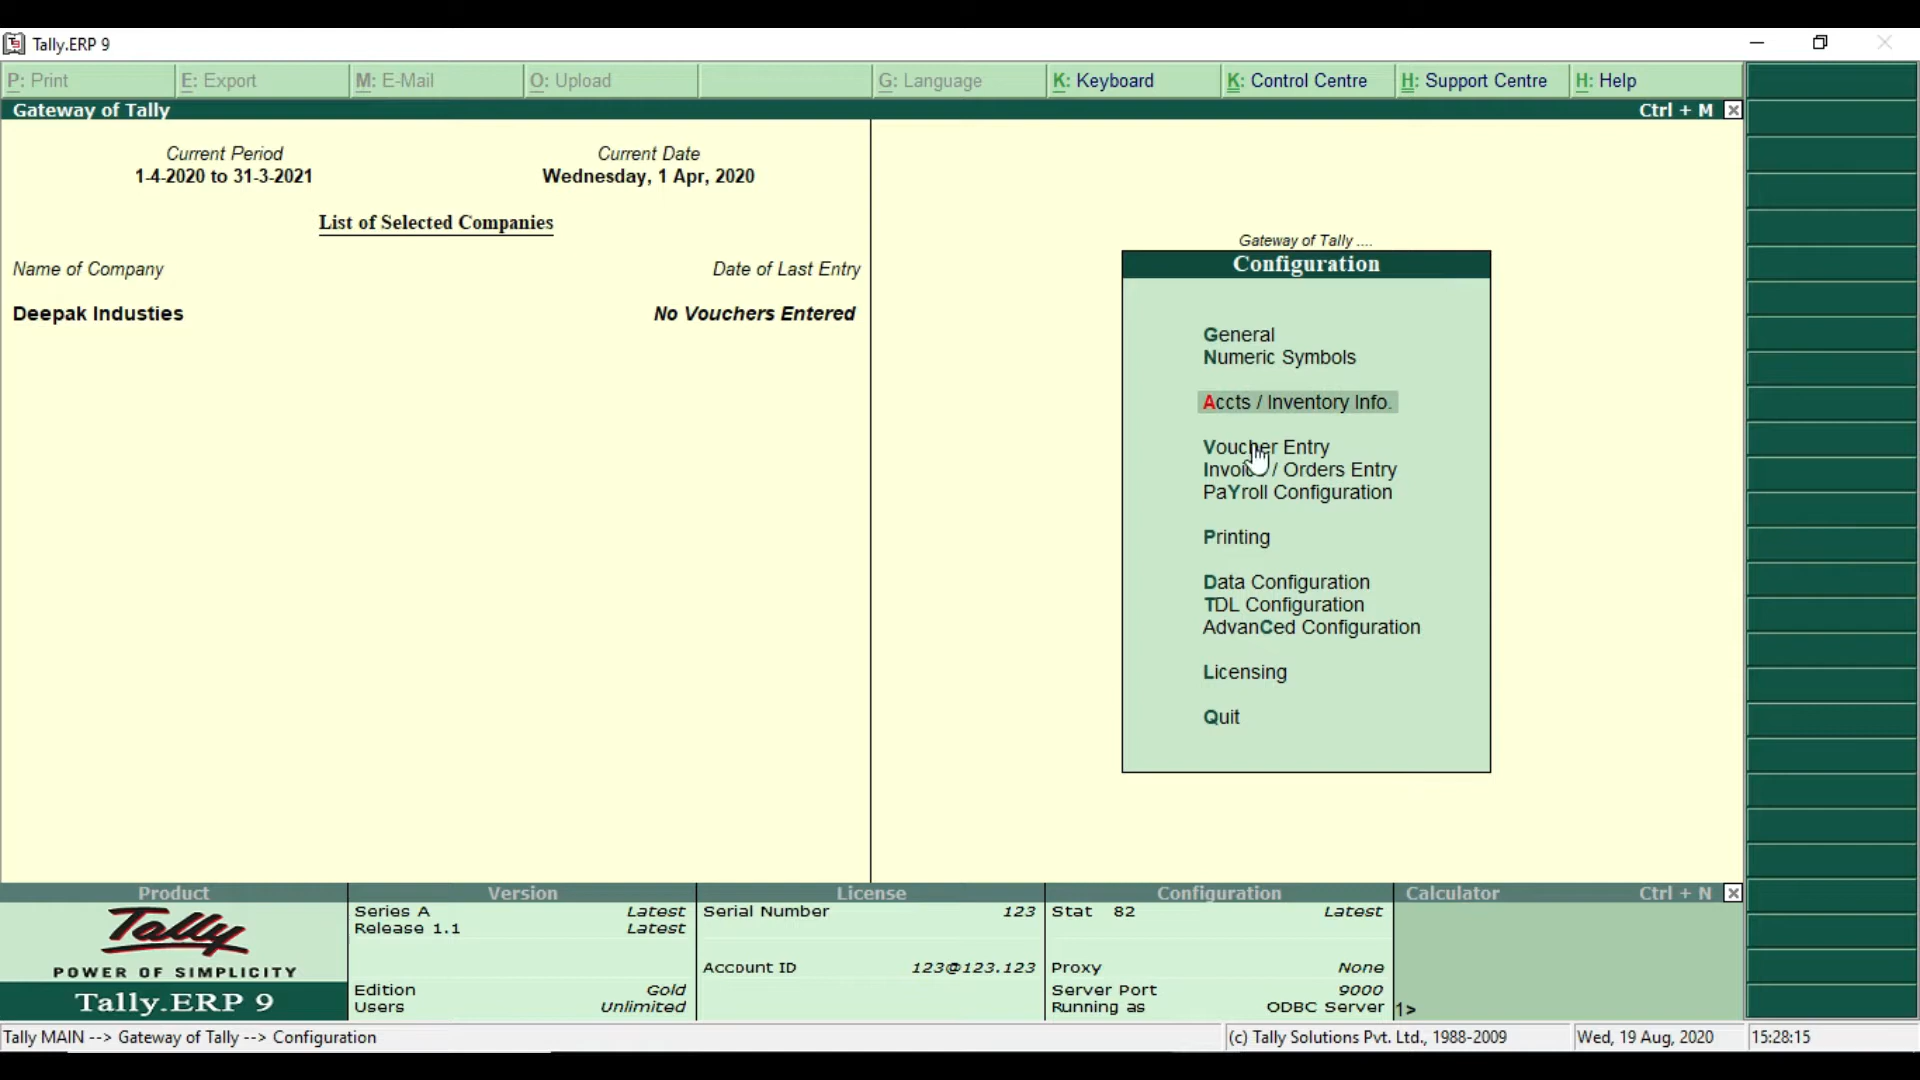 Tally.ERP 9
P: Print E: Export M: E-Mail O: Upload G: Language K: Keyboard K: Control Centre H: Support Centre H: Help
Gateway of Tally Ctrl + M
Current Period Current Date
1-4-2020 to 31-3-2021 Wednesday, 1 Apr, 2020
List of Selected Companies
Name of Company Date of Last Entry
Deepak Industies No Vouchers Entered
Gateway of Tally ....
Configuration
General
Numeric Symbols
Accts / Inventory Info.
Voucher Entry
Invoice / Orders Entry
PaYroll Configuration
Printing
Data Configuration
TDL Configuration
AdvanCed Configuration
Licensing
Quit
Product Version License Configuration Calculator Ctrl + N
Tally
POWER OF SIMPLICITY
Tally.ERP 9
Series A Latest
Release 1.1 Latest
Edition Gold
Users Unlimited
Serial Number 123
Account ID 123@123.123
Stat 82 Latest
Proxy None
Server Port 9000
Running as ODBC Server
1>
Tally MAIN --> Gateway of Tally --> Configuration (c) Tally Solutions Pvt. Ltd., 1988-2009 Wed, 19 Aug, 2020 15:28:15